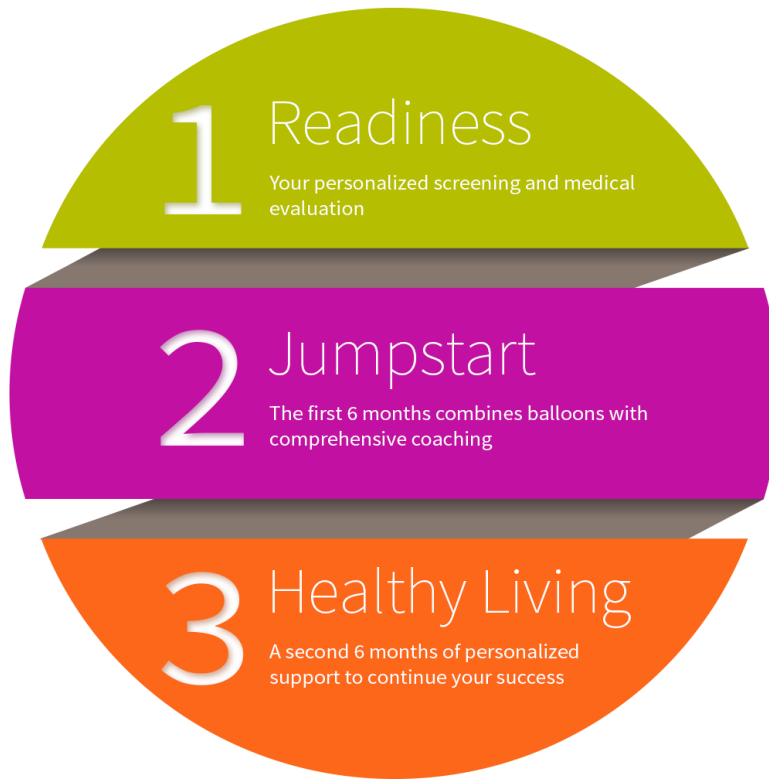 1
Readiness
Your personalized screening and medical
evaluation
2
Jumpstart
The first 6 months combines balloons with
comprehensive coaching
3
Healthy Living
A second 6 months of personalized
support to continue your success